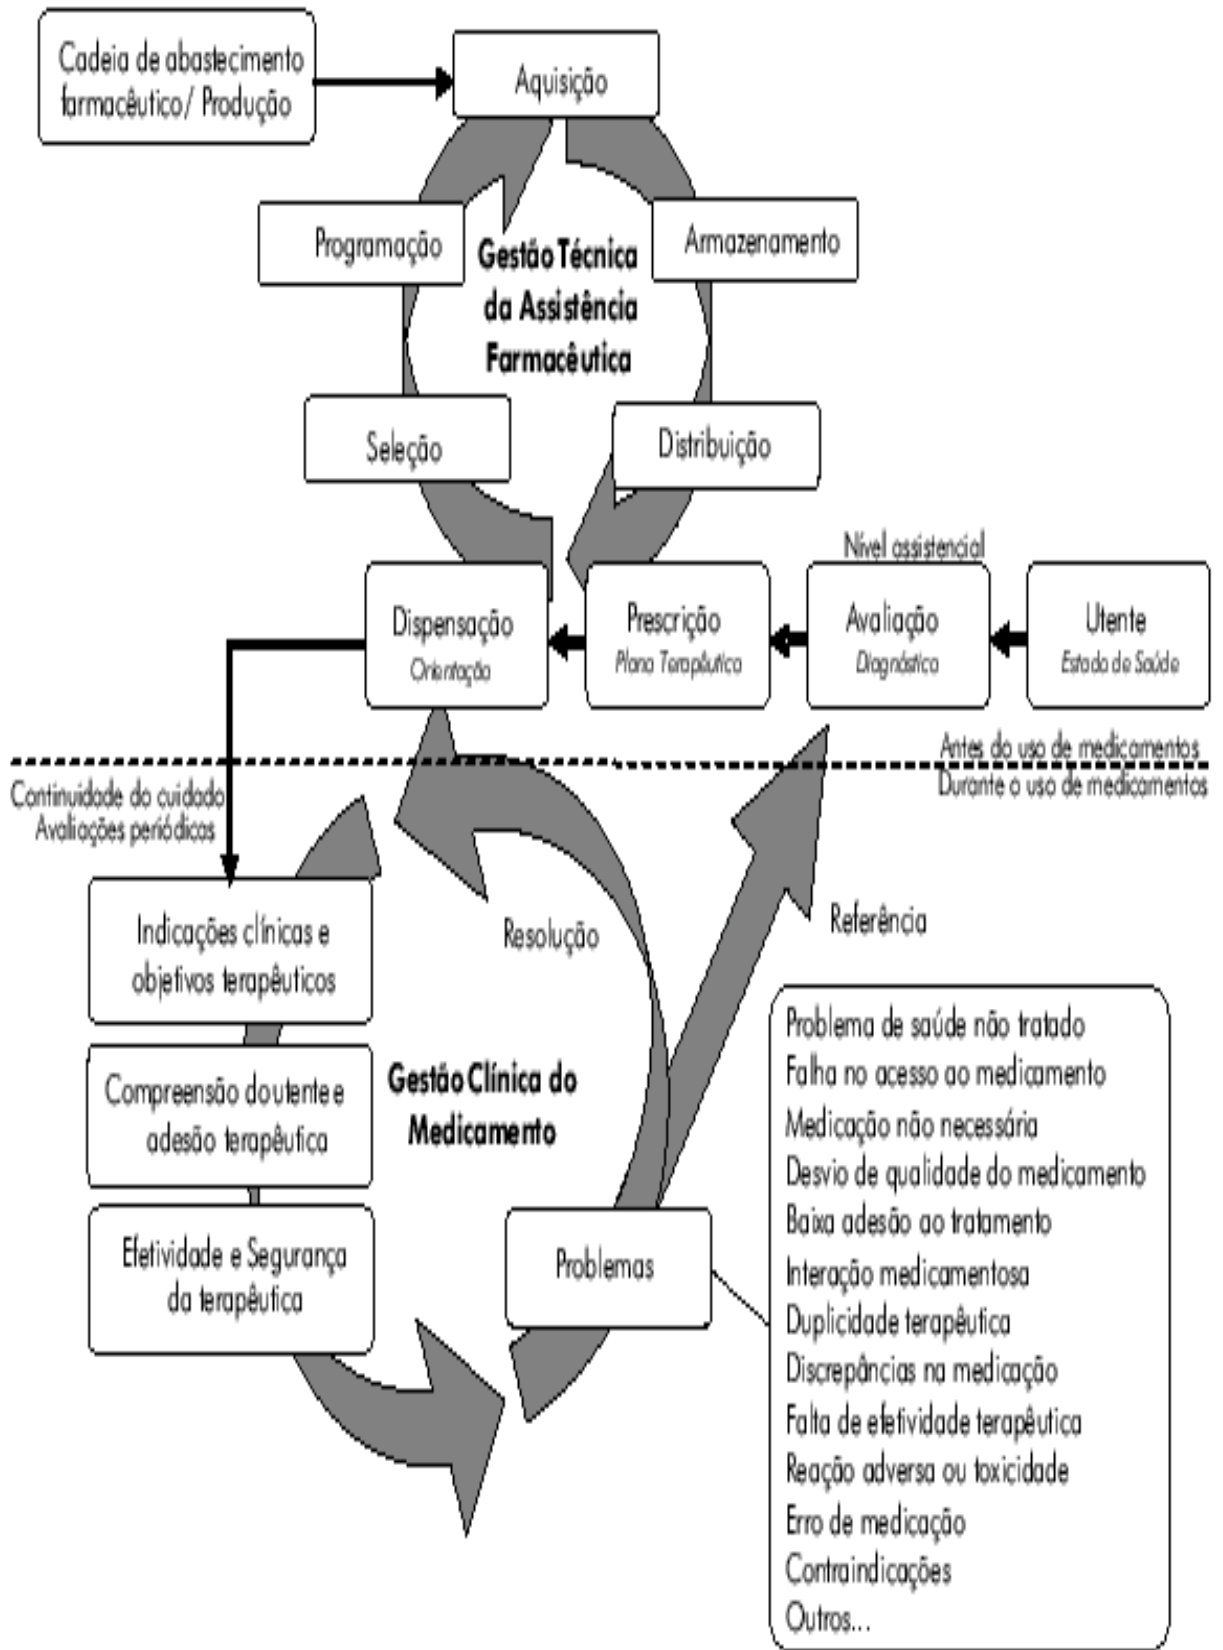 Cadeia de abastecimento
farmacêutico/ Produção
Aquisição
Programação
Gestão Técnica
da Assistência
Farmacêutica
Armazenamento
Seleção
Distribuição
Nível assistencial
Dispensação
Orientação
Prescrição
Plano Terapêutico
Avaliação
Diagnóstica
Utente
Estado de Saúde
Antes do uso de medicamentos
Durante o uso de medicamentos
Continuidade do cuidado
Avaliações periódicas
Indicações clínicas e
objetivos terapêuticos
Resolução
Referência
Compreensão do utente e
adesão terapêutica
Gestão Clínica do
Medicamento
Efetividade e Segurança
da terapêutica
Problemas
Problema de saúde não tratado
Falha no acesso ao medicamento
Medicação não necessária
Desvio de qualidade do medicamento
Baixa adesão ao tratamento
Interação medicamentosa
Duplicidade terapêutica
Discrepâncias na medicação
Falta de efetividade terapêutica
Reação adversa ou toxicidade
Erro de medicação
Contraindicações
Outros...